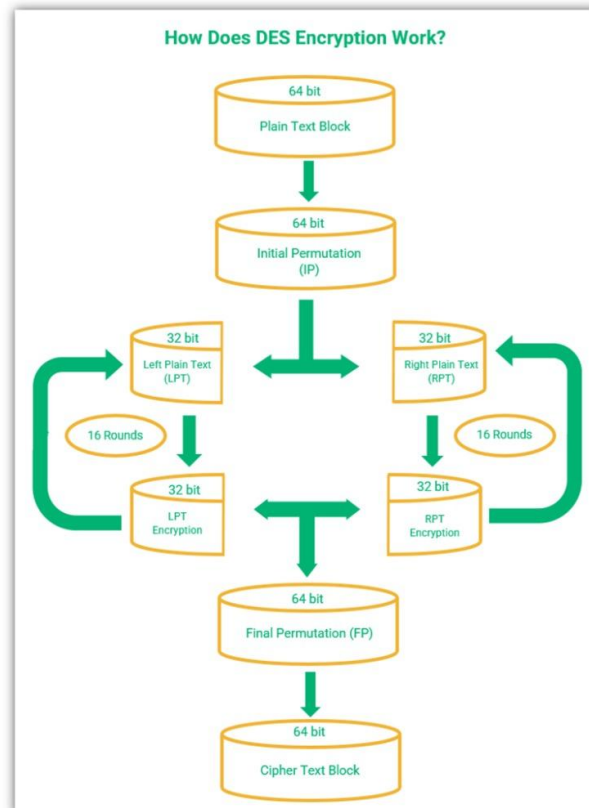 How Does DES Encryption Work?
64 bit
Plain Text Block
64 bit
Initial Permutation
(IP)
32 bit
Left Plain Text
(LPT)
32 bit
Right Plain Text
(RPT)
16 Rounds
16 Rounds
32 bit
LPT
Encryption
32 bit
RPT
Encryption
64 bit
Final Permutation (FP)
64 bit
Cipher Text Block